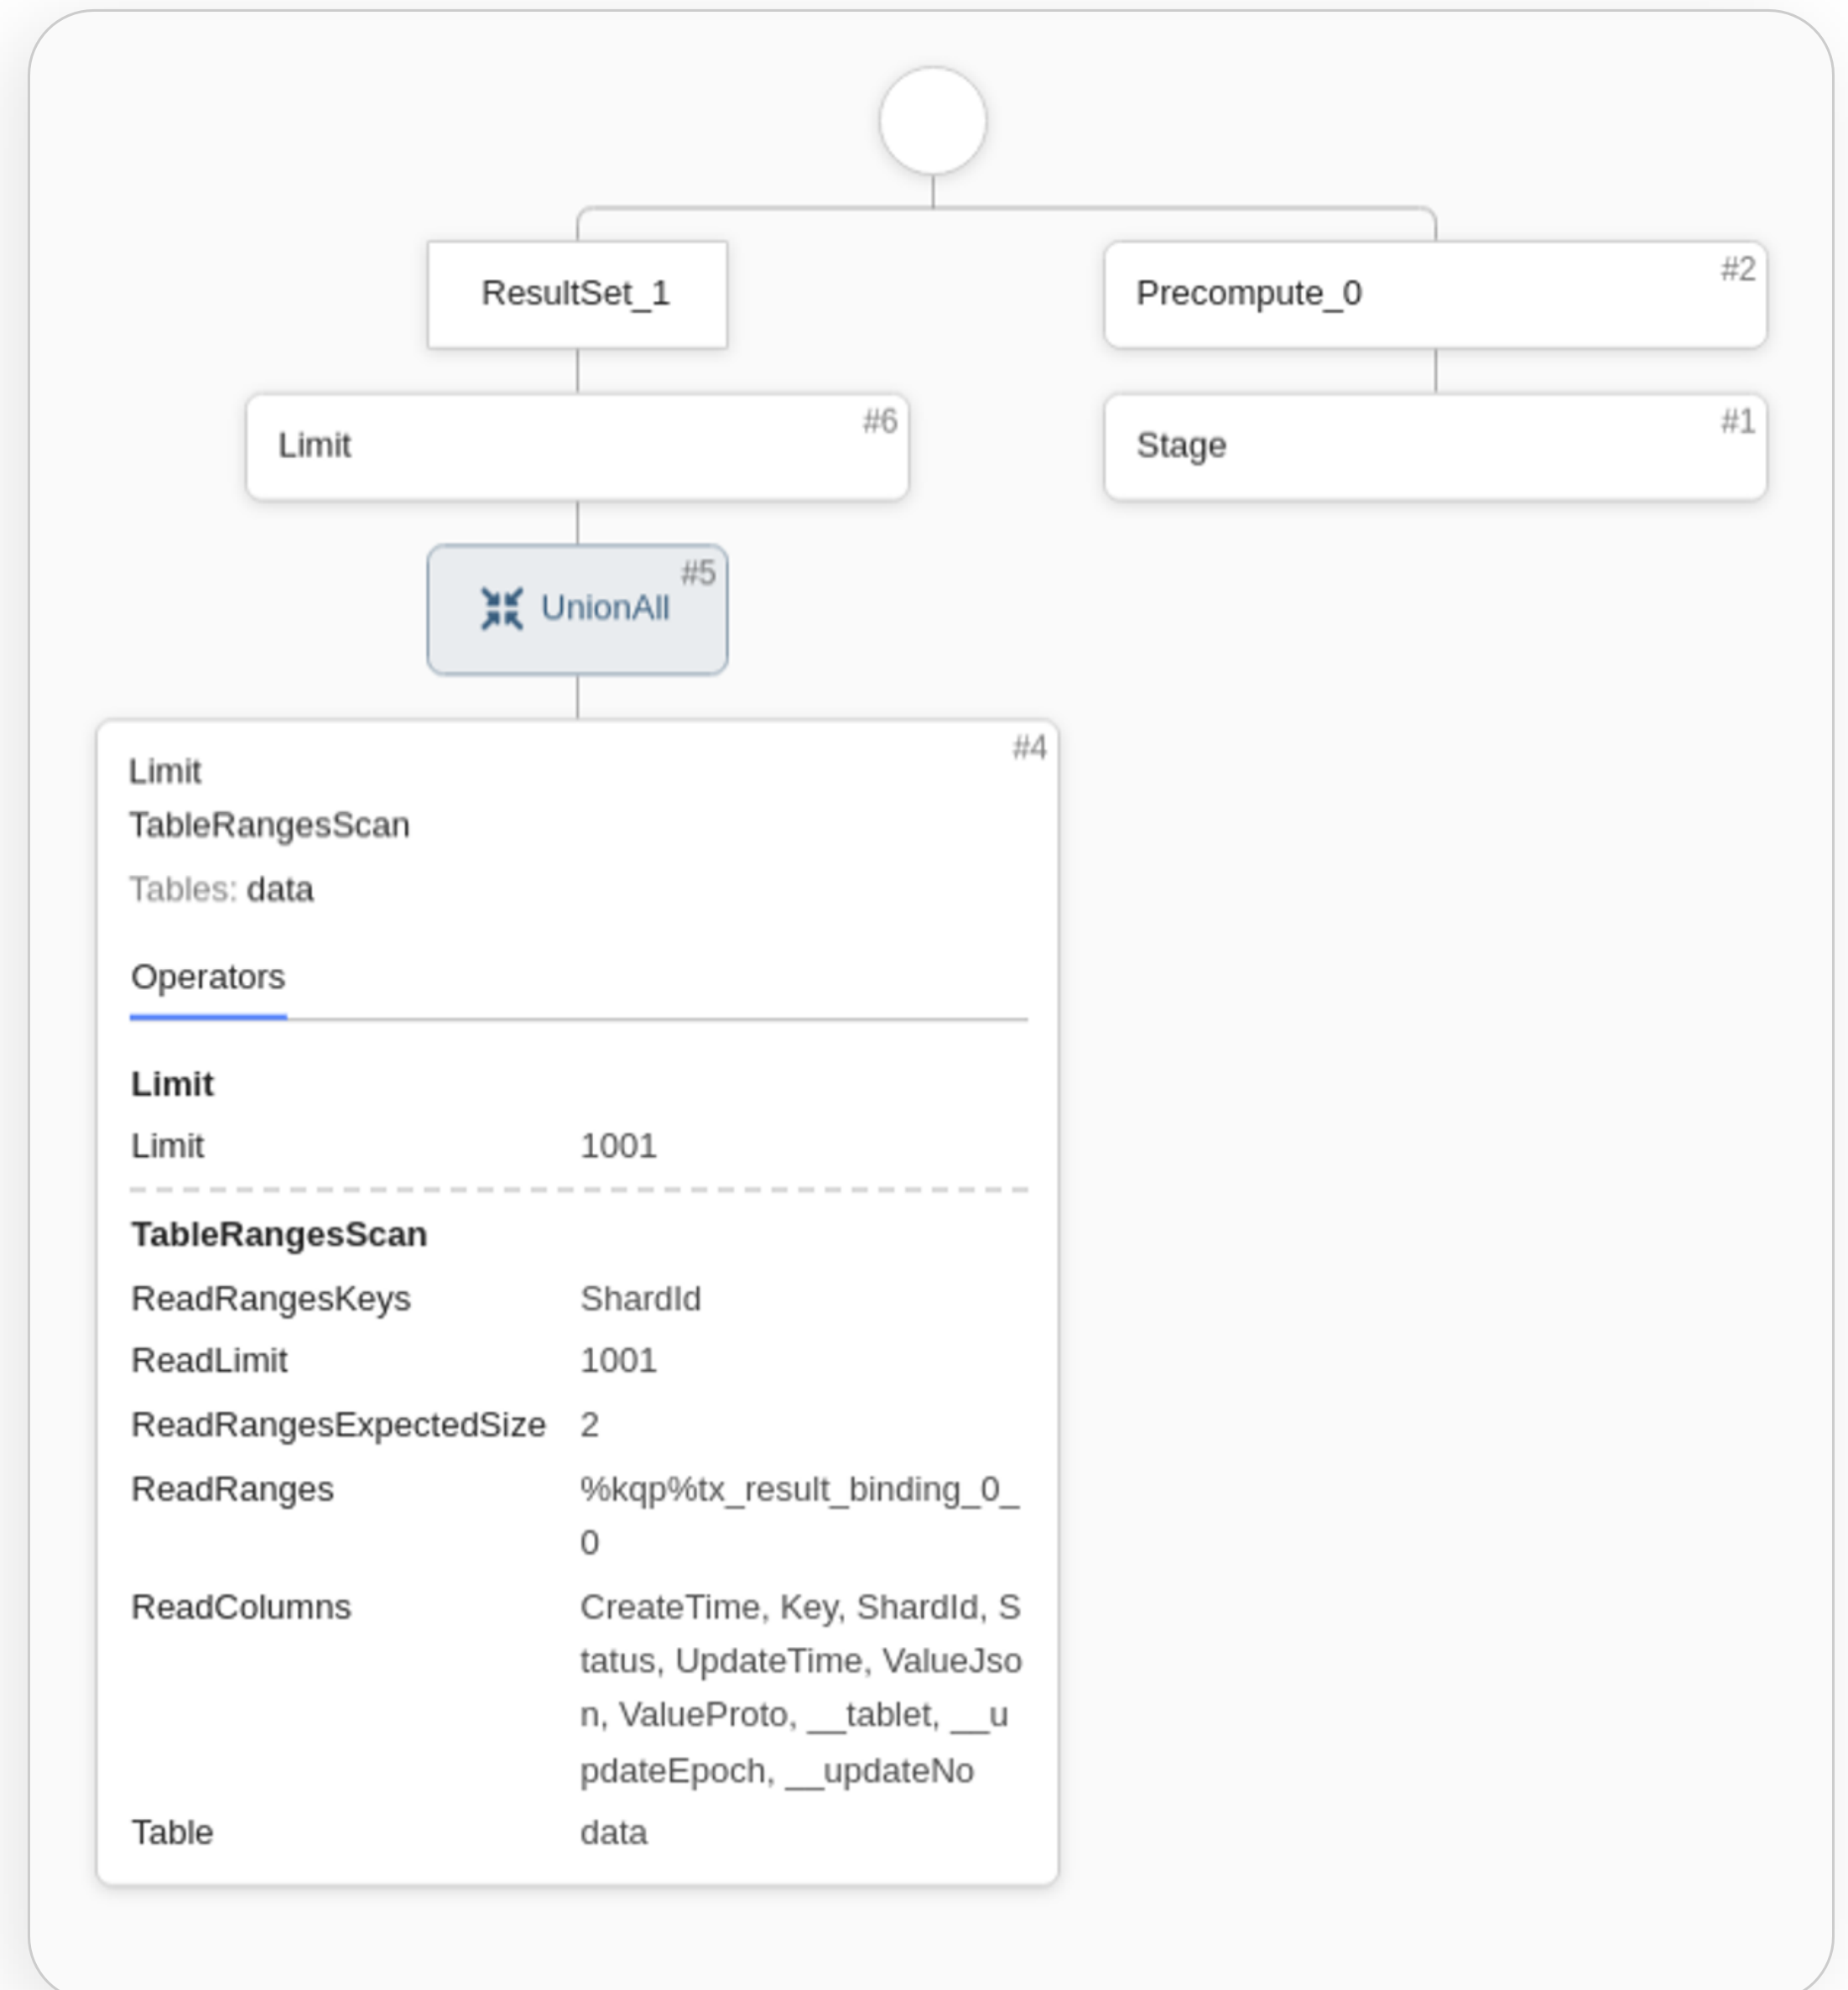 ResultSet_1
#2
Precompute_0
#6
Limit
#1
Stage
#5
UnionAll
#4
Limit
TableRangesScan
Tables: data
Operators
Limit
Limit 1001
TableRangesScan
ReadRangesKeys ShardId
ReadLimit 1001
ReadRangesExpectedSize 2
ReadRanges %kqp%tx_result_binding_0_
0
ReadColumns CreateTime, Key, ShardId, S
tatus, UpdateTime, ValueJso
n, ValueProto, __tablet, __u
pdateEpoch, __updateNo
Table data